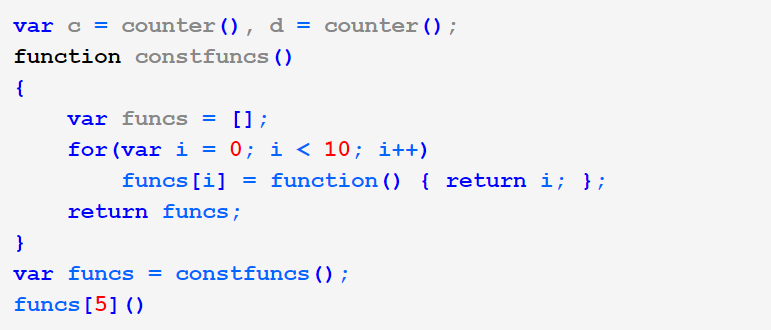 var c = counter(), d = counter();
function constfuncs()
{
    var funcs = [];
    for(var i = 0; i < 10; i++)
        funcs[i] = function() { return i; };
    return funcs;
}
var funcs = constfuncs();
funcs[5]()